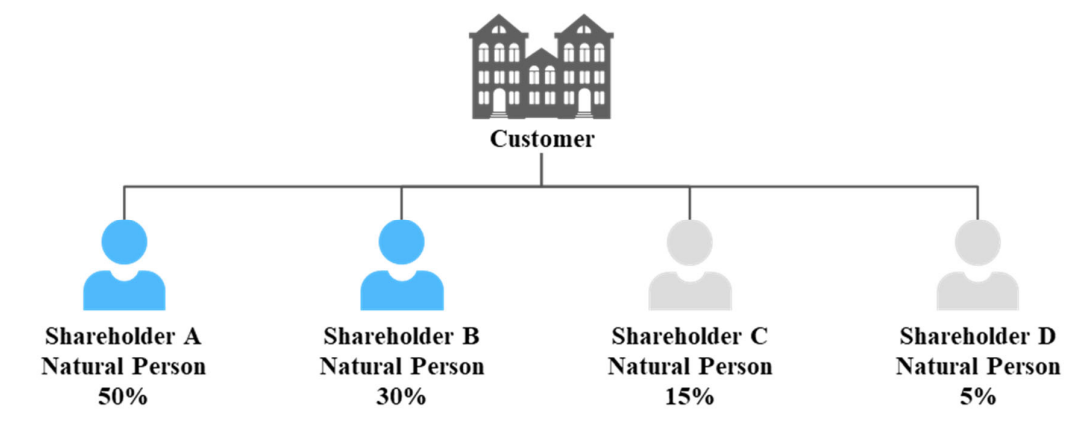 Customer
Shareholder A
Natural Person
50%
Shareholder B
Natural Person
30%
Shareholder C
Natural Person
15%
Shareholder D
Natural Person
5%